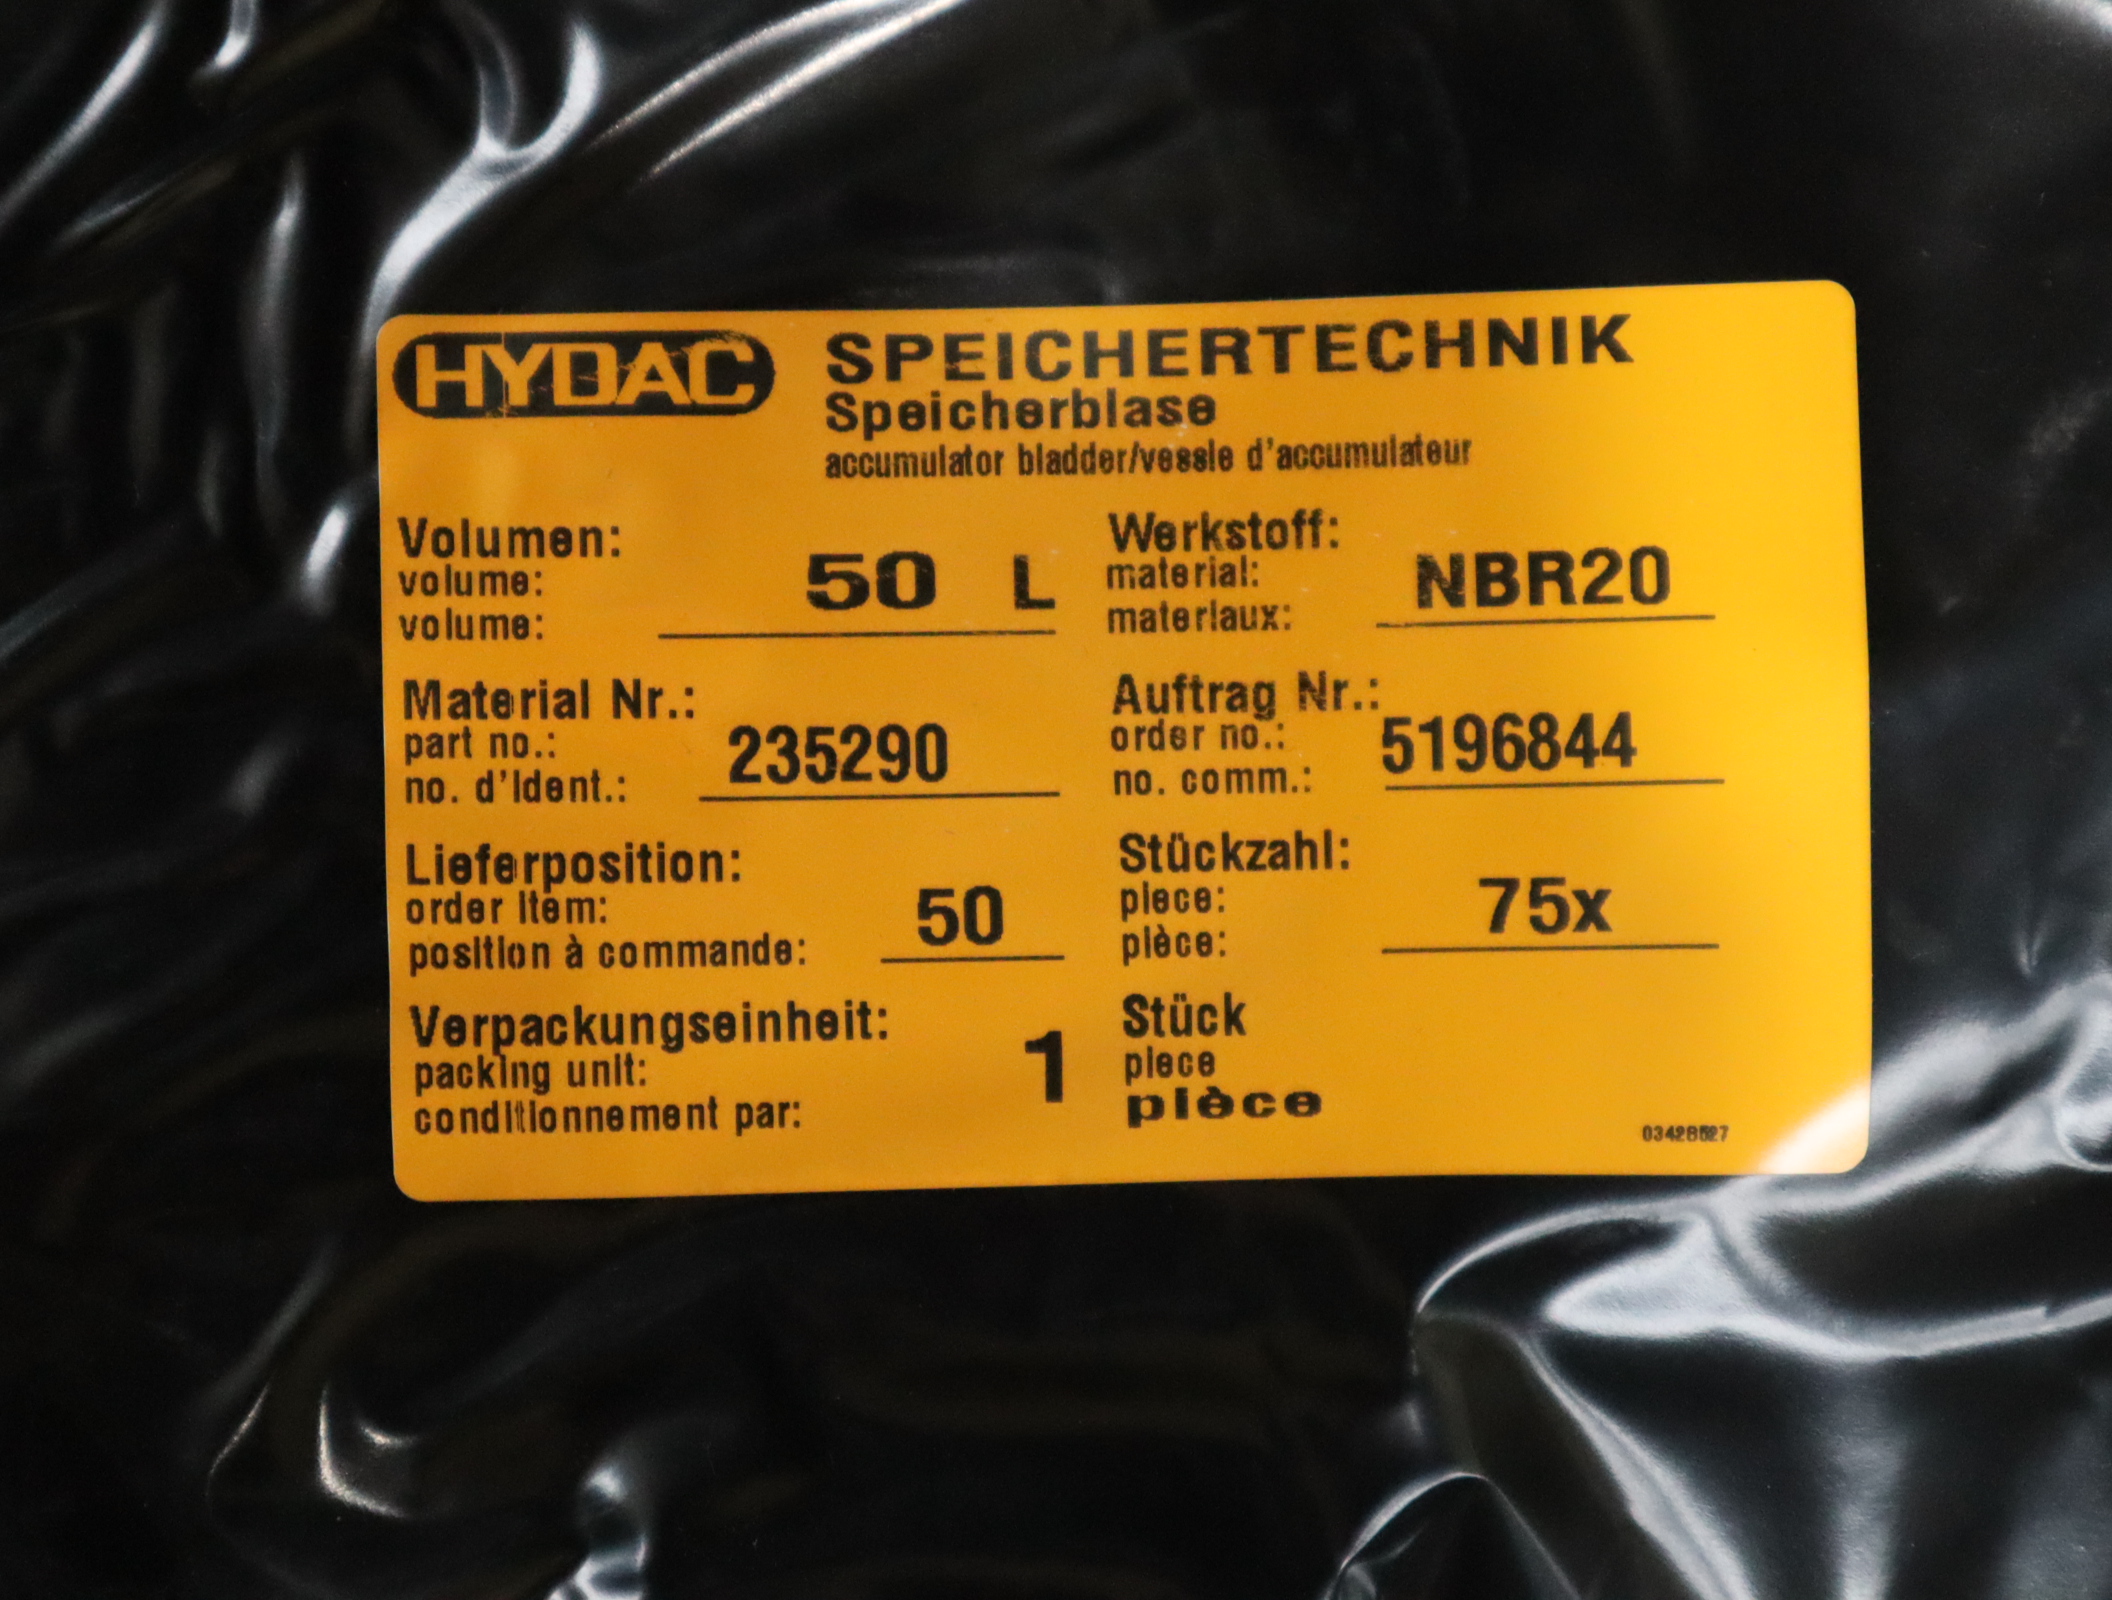 HYDAC
SPEICHERTECHNIK
Speicherblase
accumulator bladder/vessie d'accumulateur
Volumen:
volume:
volume:
50 L
Werkstoff:
material:
materiaux:
NBR20
Material Nr.:
part no.:
no. d'ident.:
235290
Auftrag Nr.:
order no.:
no. comm.:
5196844
Lieferposition:
order item:
position à commande:
50
Stückzahl:
piece:
pièce:
75x
Verpackungseinheit:
packing unit:
conditionnement par:
1
Stück
piece
pièce